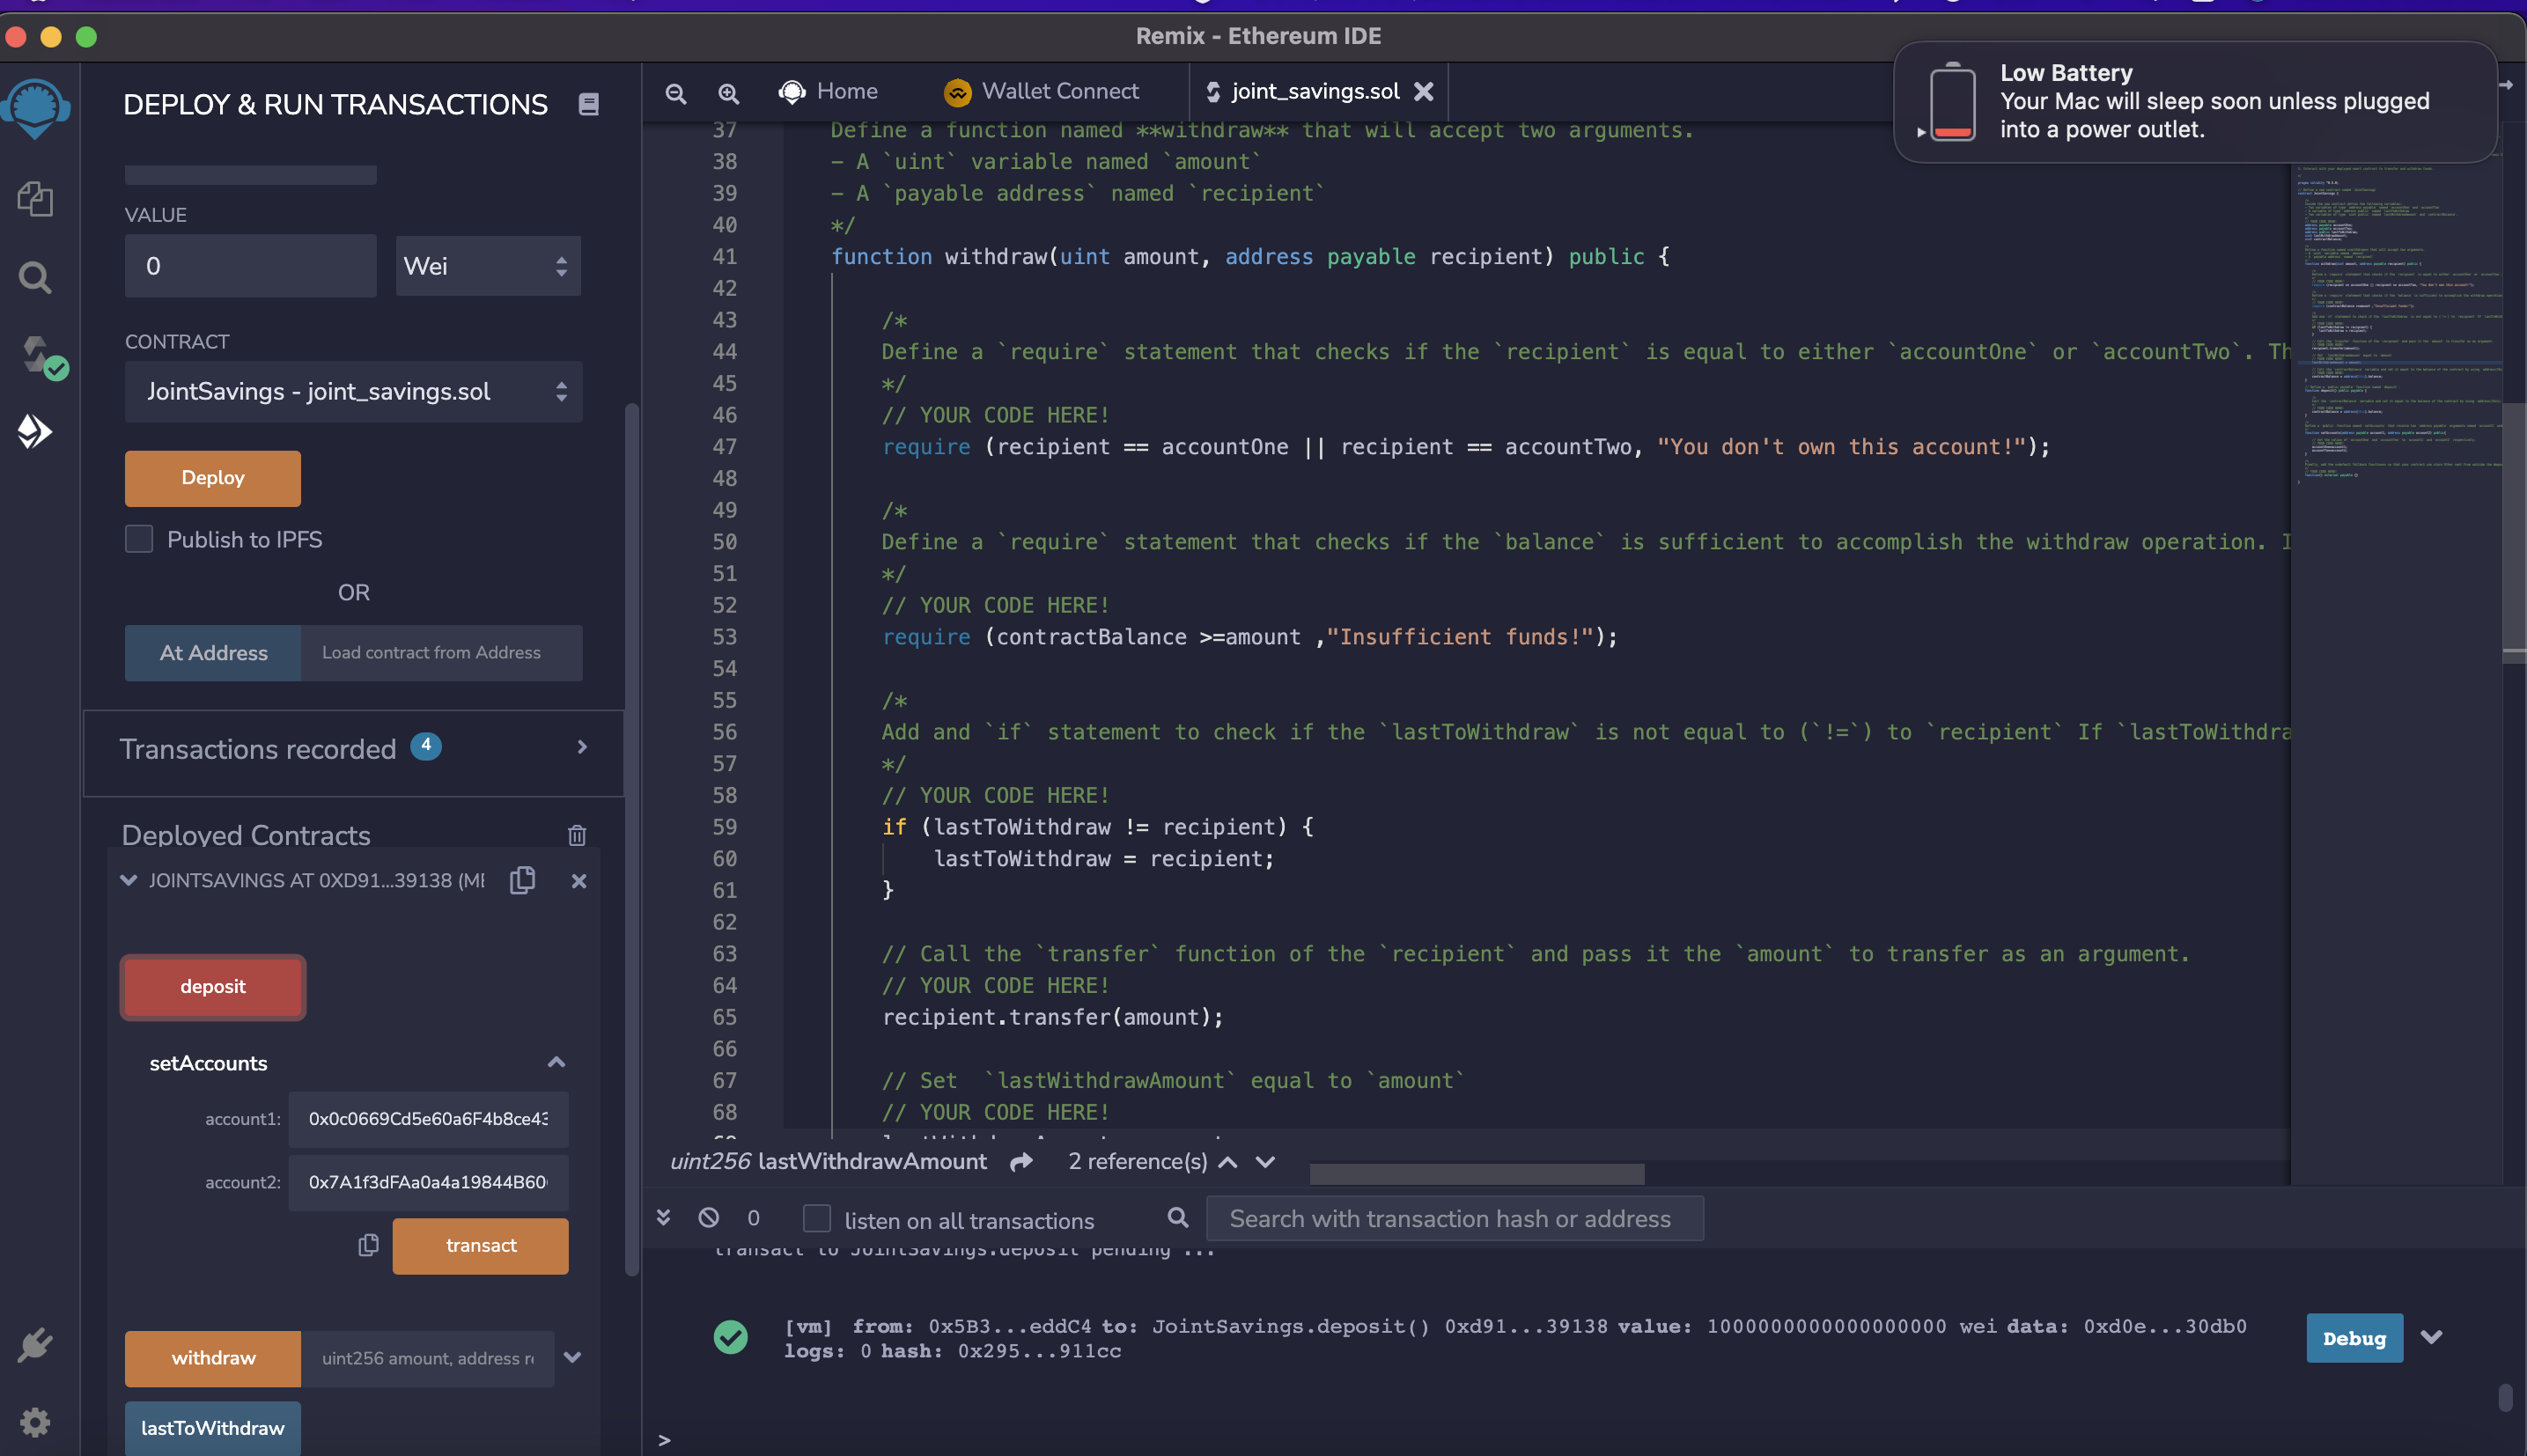 Remix - Ethereum IDE
Low Battery
Your Mac will sleep soon unless plugged
into a power outlet.
DEPLOY & RUN TRANSACTIONS
VALUE
0
Wei
CONTRACT
JointSavings - joint_savings.sol
Deploy
Publish to IPFS
OR
At Address
Load contract from Address
Transactions recorded 4
Deployed Contracts
JOINTSAVINGS AT 0XD91...39138 (ME
deposit
setAccounts
account1: 0x0c0669Cd5e60a6F4b8ce43
account2: 0x7A1f3dFAa0a4a19844B60
transact
withdraw
uint256 amount, address re
lastToWithdraw
Home
Wallet Connect
joint_savings.sol
37 Define a function named **withdraw** that will accept two arguments.
38 - A `uint` variable named `amount`
39 - A `payable address` named `recipient`
40 */
41 function withdraw(uint amount, address payable recipient) public {
42
43 /*
44 Define a `require` statement that checks if the `recipient` is equal to either `accountOne` or `accountTwo`. Th
45 */
46 // YOUR CODE HERE!
47 require (recipient == accountOne || recipient == accountTwo, "You don't own this account!");
48
49 /*
50 Define a `require` statement that checks if the `balance` is sufficient to accomplish the withdraw operation. I
51 */
52 // YOUR CODE HERE!
53 require (contractBalance >=amount ,"Insufficient funds!");
54
55 /*
56 Add and `if` statement to check if the `lastToWithdraw` is not equal to (`!=`) to `recipient` If `lastToWithdra
57 */
58 // YOUR CODE HERE!
59 if (lastToWithdraw != recipient) {
60 lastToWithdraw = recipient;
61 }
62
63 // Call the `transfer` function of the `recipient` and pass it the `amount` to transfer as an argument.
64 // YOUR CODE HERE!
65 recipient.transfer(amount);
66
67 // Set  `lastWithdrawAmount` equal to `amount`
68 // YOUR CODE HERE!
uint256 lastWithdrawAmount
2 reference(s)
0
listen on all transactions
Search with transaction hash or address
transact to JointSavings.deposit pending ...
[vm] from: 0x5B3...eddC4 to: JointSavings.deposit() 0xd91...39138 value: 1000000000000000000 wei data: 0xd0e...30db0
logs: 0 hash: 0x295...911cc
Debug
>